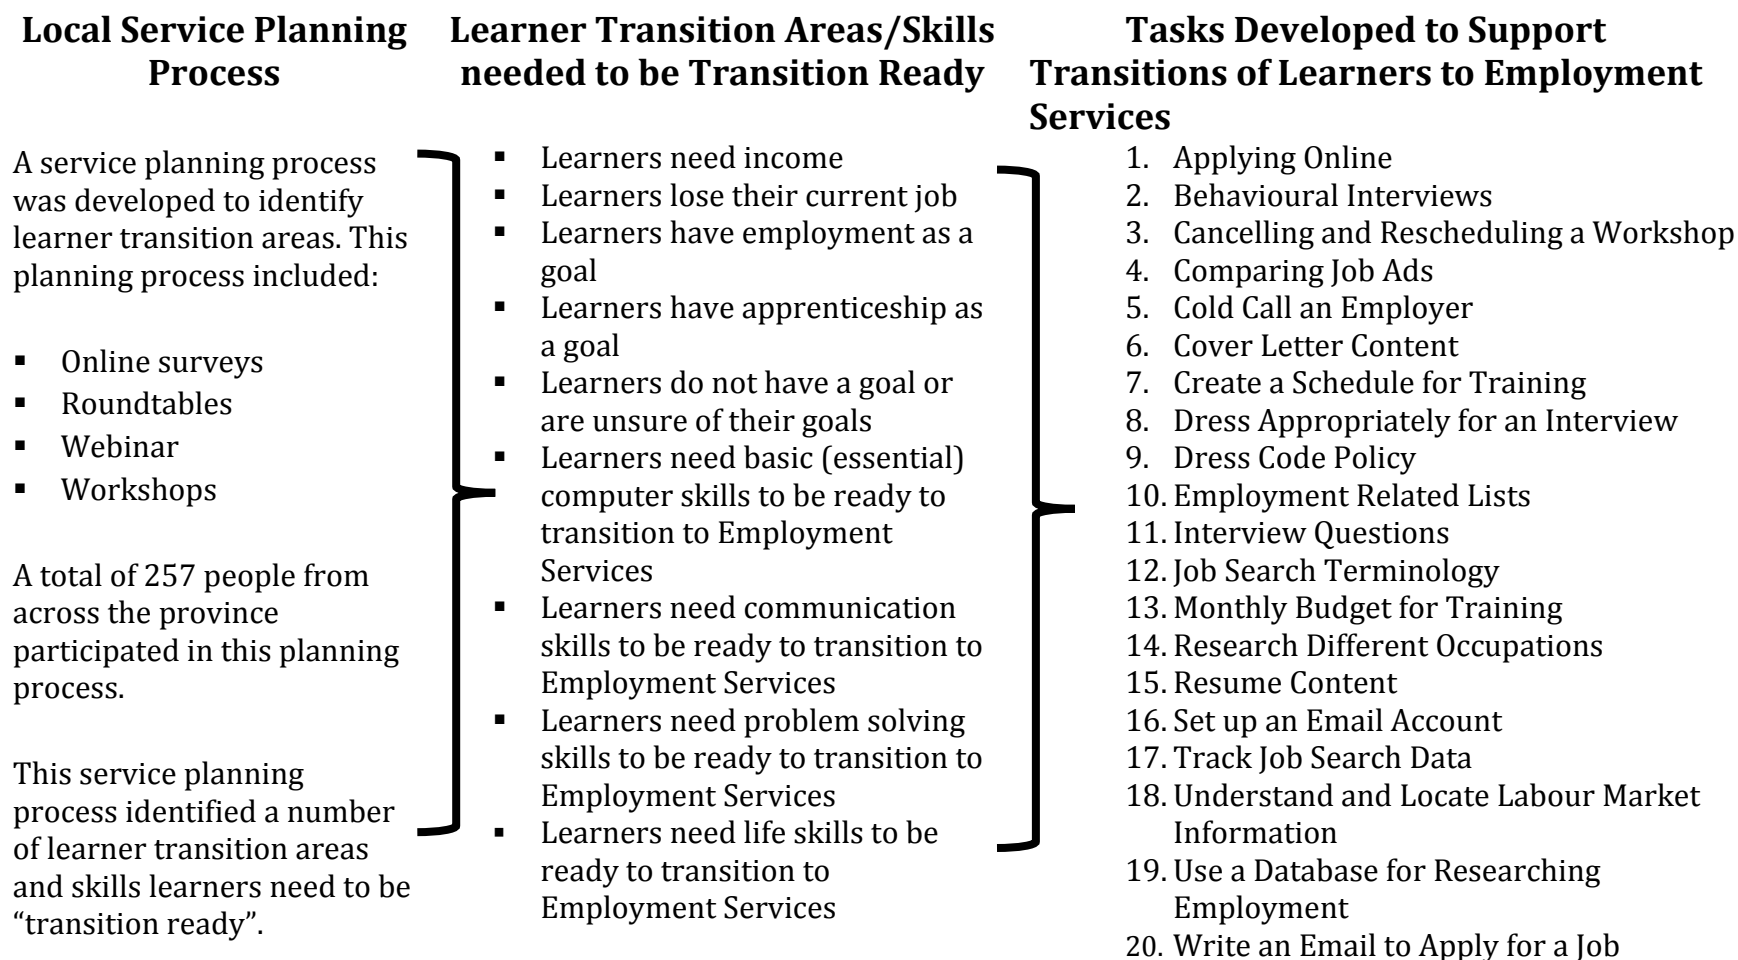 Local Service Planning
Process
A service planning process
was developed to identify
learner transition areas. This
planning process included:
▪ Online surveys
▪ Roundtables
▪ Webinar
▪ Workshops
A total of 257 people from
across the province
participated in this planning
process.
This service planning
process identified a number
of learner transition areas
and skills learners need to be
“transition ready”.
Learner Transition Areas/Skills
needed to be Transition Ready
▪ Learners need income
▪ Learners lose their current job
▪ Learners have employment as a
goal
▪ Learners have apprenticeship as
a goal
▪ Learners do not have a goal or
are unsure of their goals
▪ Learners need basic (essential)
computer skills to be ready to
transition to Employment
Services
▪ Learners need communication
skills to be ready to transition to
Employment Services
▪ Learners need problem solving
skills to be ready to transition to
Employment Services
▪ Learners need life skills to be
ready to transition to
Employment Services
Tasks Developed to Support
Transitions of Learners to Employment
Services
1. Applying Online
2. Behavioural Interviews
3. Cancelling and Rescheduling a Workshop
4. Comparing Job Ads
5. Cold Call an Employer
6. Cover Letter Content
7. Create a Schedule for Training
8. Dress Appropriately for an Interview
9. Dress Code Policy
10. Employment Related Lists
11. Interview Questions
12. Job Search Terminology
13. Monthly Budget for Training
14. Research Different Occupations
15. Resume Content
16. Set up an Email Account
17. Track Job Search Data
18. Understand and Locate Labour Market
Information
19. Use a Database for Researching
Employment
20. Write an Email to Apply for a Job